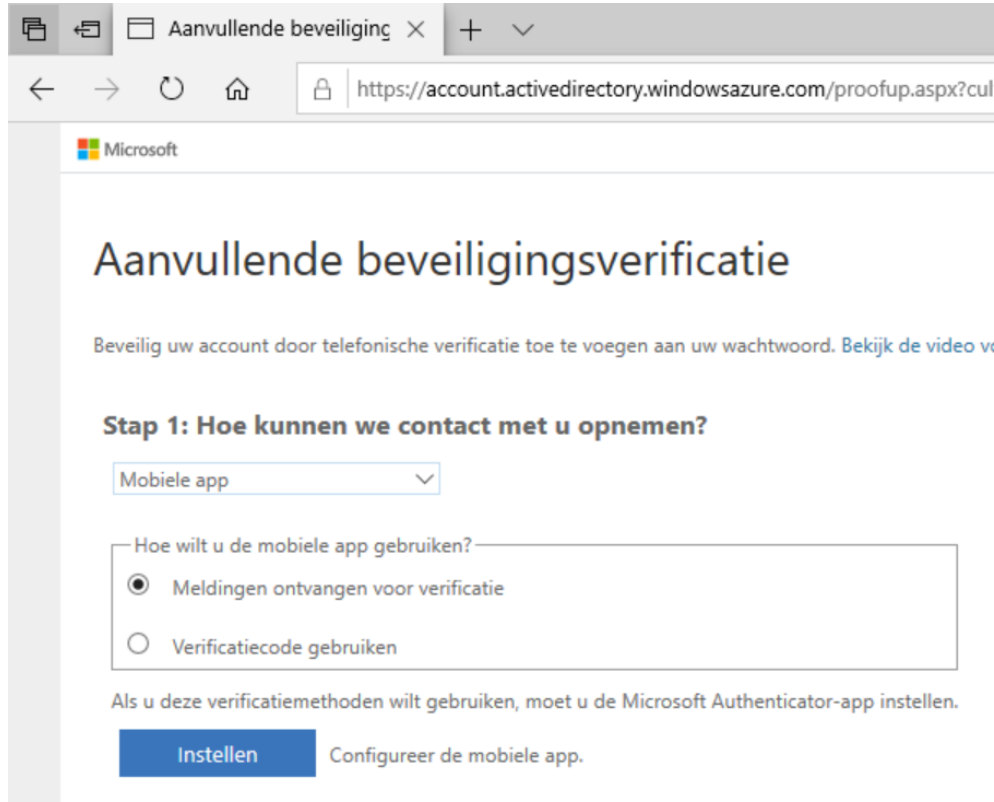 Aanvullende beveiliging
https://account.activedirectory.windowsazure.com/proofup.aspx?cul
Microsoft
Aanvullende beveiligingsverificatie
Beveilig uw account door telefonische verificatie toe te voegen aan uw wachtwoord. Bekijk de video vo
Stap 1: Hoe kunnen we contact met u opnemen?
Mobiele app
Hoe wilt u de mobiele app gebruiken?
Meldingen ontvangen voor verificatie
Verificatiecode gebruiken
Als u deze verificatiemethoden wilt gebruiken, moet u de Microsoft Authenticator-app instellen.
Instellen Configureer de mobiele app.